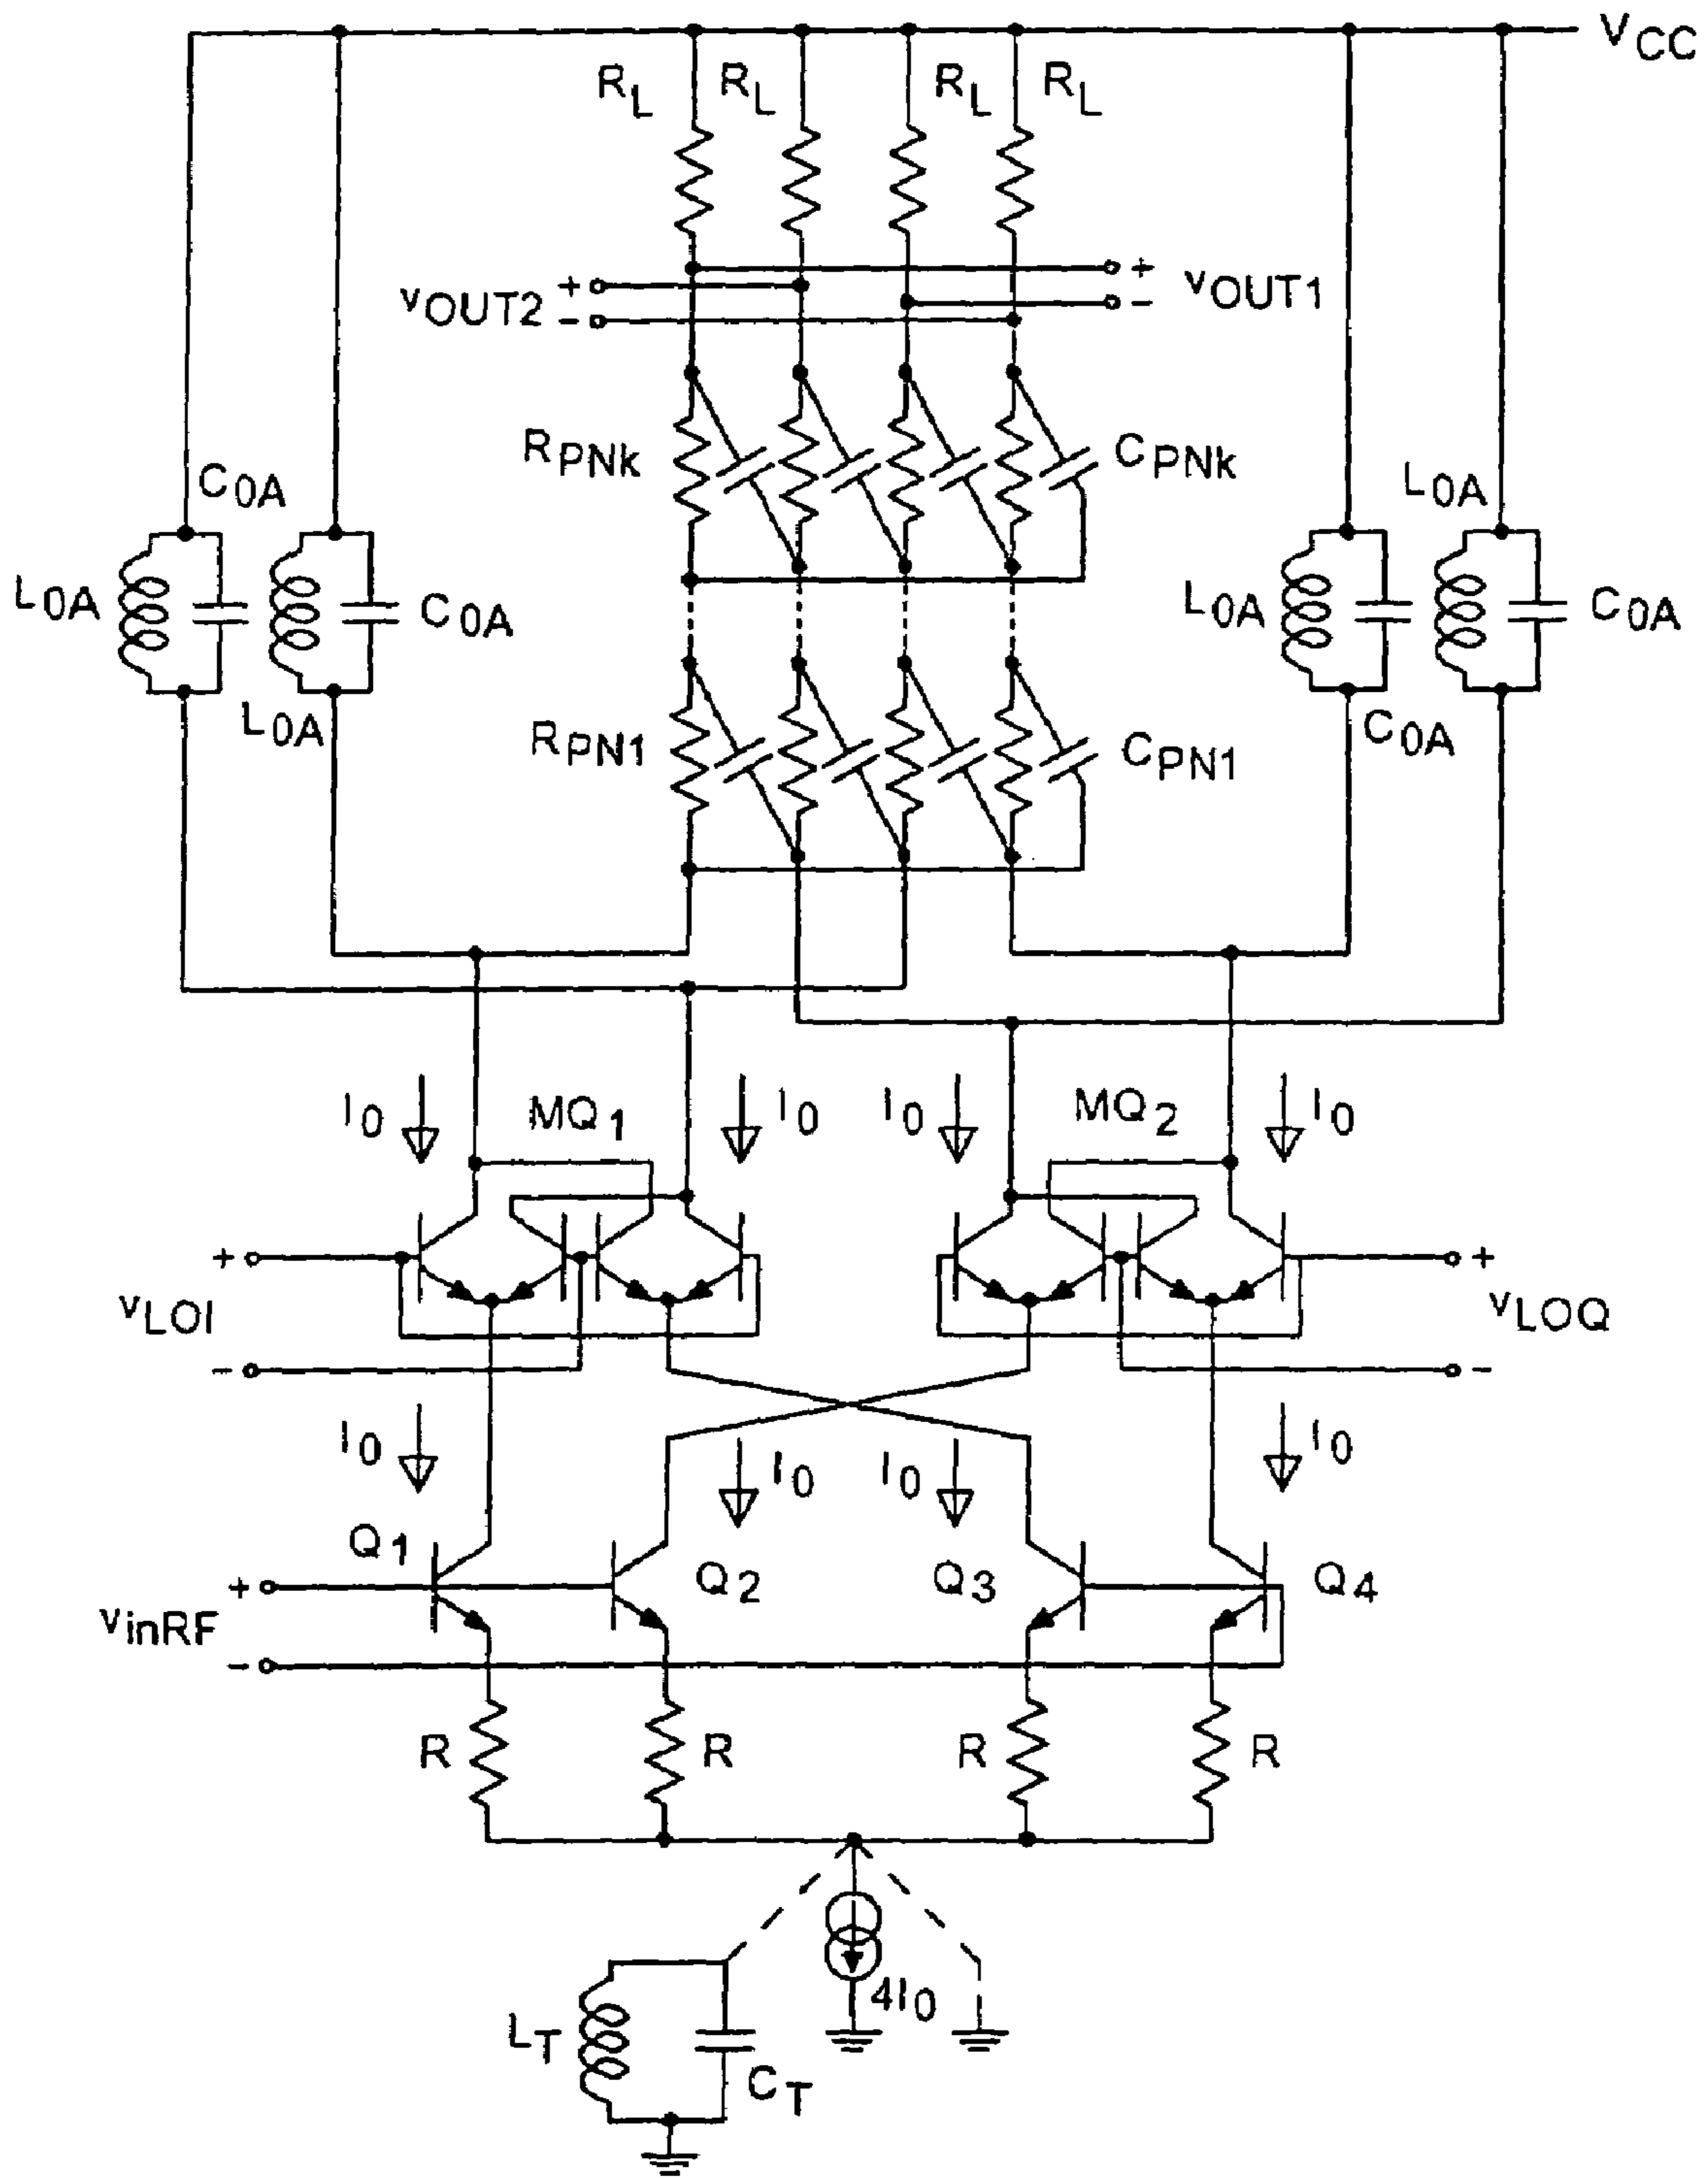 VCC
RL RL RL RL
+ +
vOUT2 vOUT1
- -
RPNk CPNk
C0A L0A
L0A C0A L0A C0A
L0A C0A
RPN1 CPN1
I0 MQ1 I0 I0 MQ2 I0
+ +
vLOI vLOQ
- -
I0 I0 I0 I0
Q1 Q2 Q3 Q4
+
vinRF
-
R R R R
4I0
LT
CT